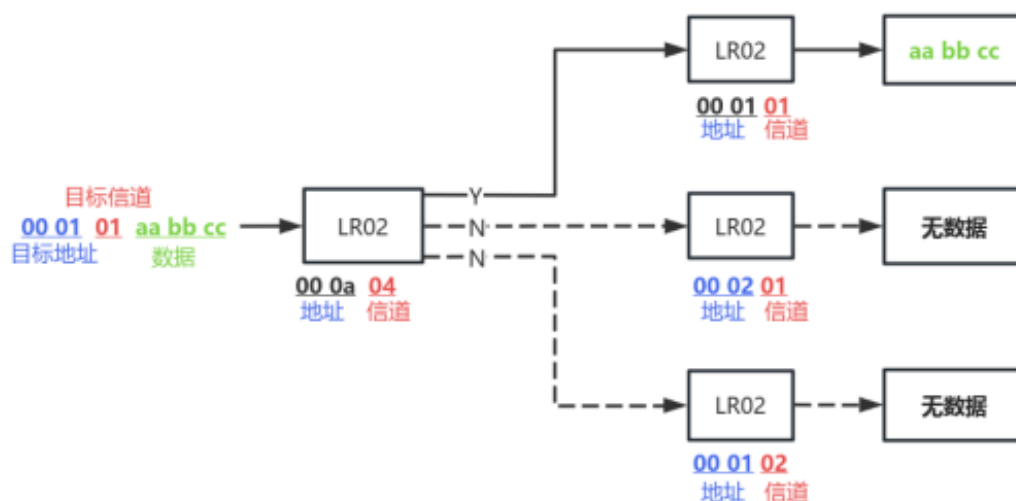 LR02
aa bb cc
00 01 01
地址 信道
目标信道
00 01 01 aa bb cc
目标地址 数据
LR02
00 0a 04
地址 信道
Y
N
N
LR02
无数据
00 02 01
地址 信道
LR02
无数据
00 01 02
地址 信道